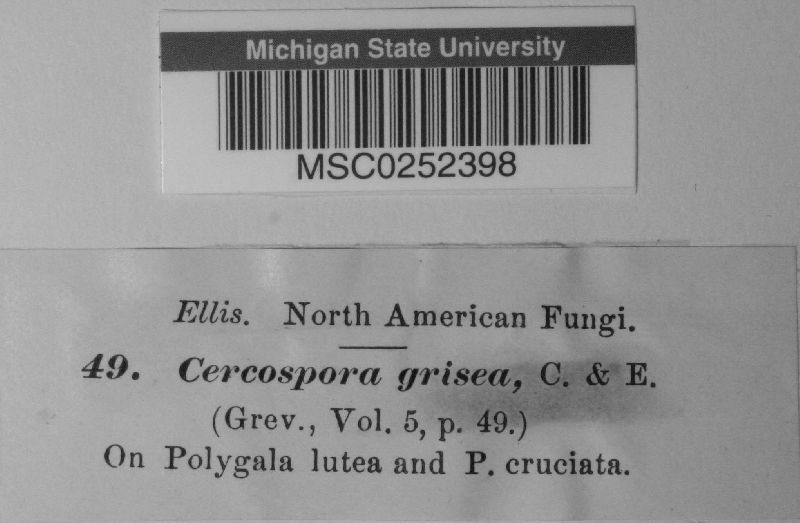 Michigan State University
MSC0252398
Ellis. North American Fungi.
49. Cercospora grisea, C. & E.
(Grev., Vol. 5, p. 49.)
On Polygala lutea and P. cruciata.